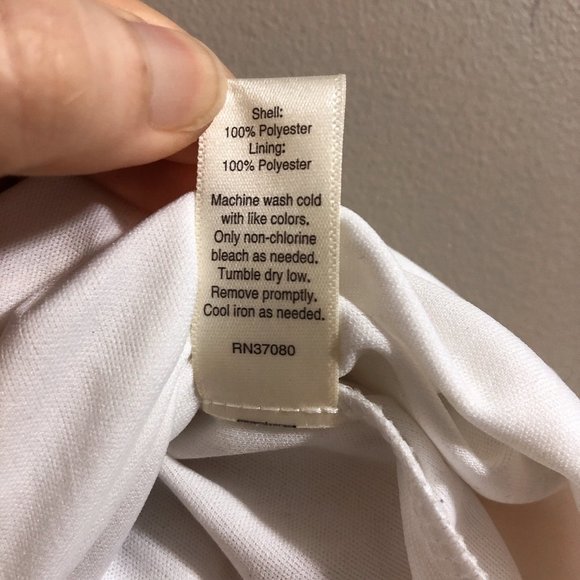 Shell:
100% Polyester
Lining:
100% Polyester
Machine wash cold
with like colors.
Only non-chlorine
bleach as needed.
Tumble dry low.
Remove promptly.
Cool iron as needed.
RN37080